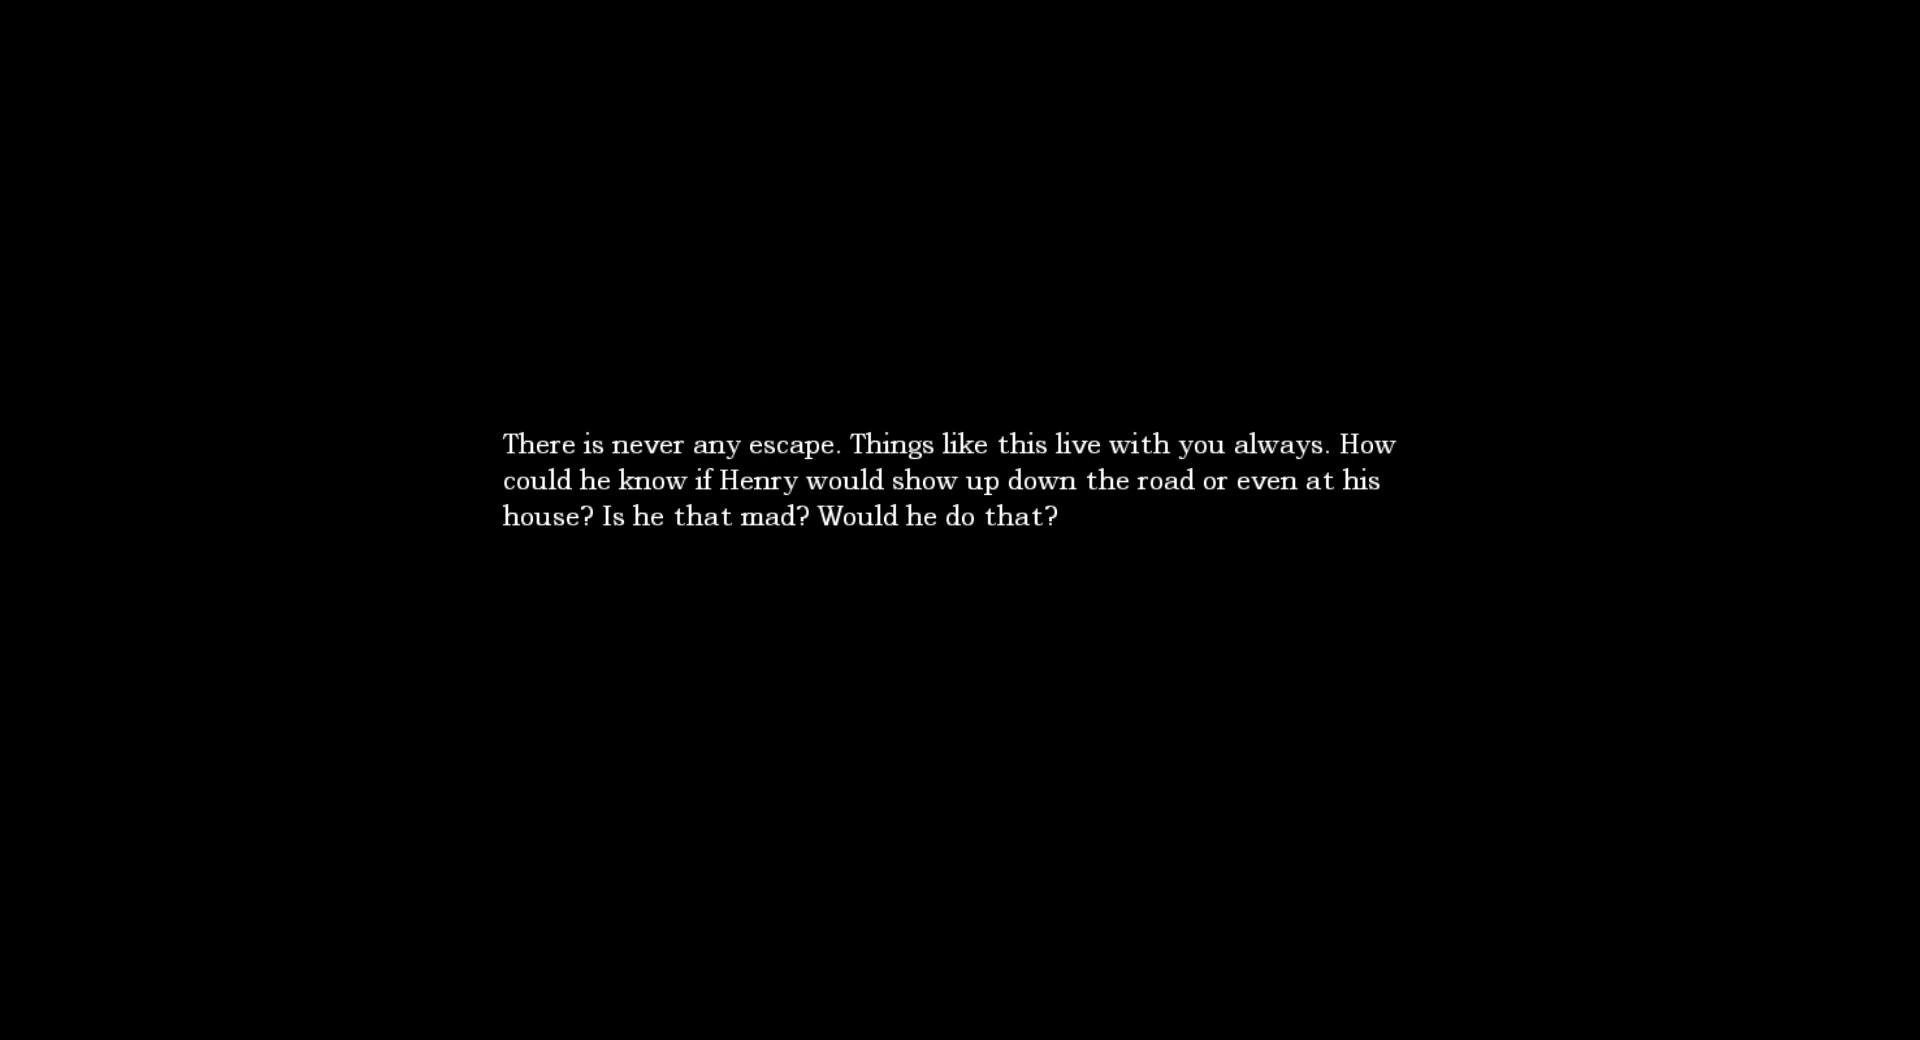 There is never any escape. Things like this live with you always. How
could he know if Henry would show up down the road or even at his
house? Is he that mad? Would he do that?